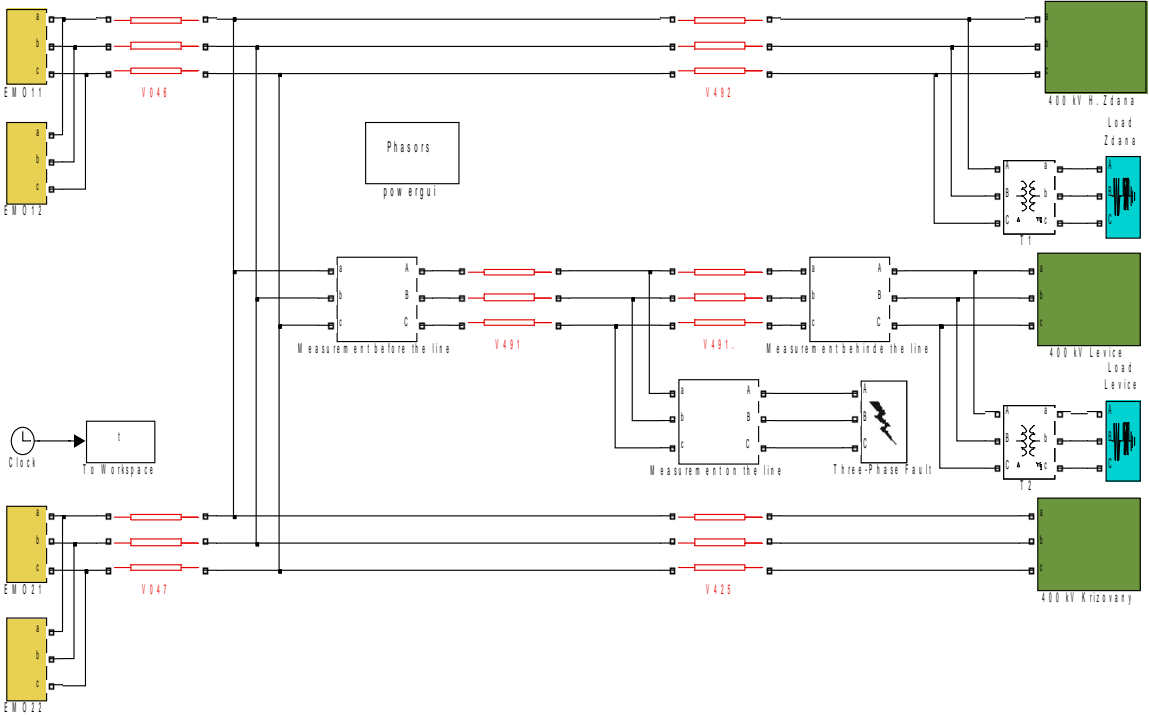 a
b
c
EMO11
V046
V492
a
b
c
400 kV H.Zdana
a
b
c
EMO12
Phasors
powergui
Load
Zdana
A
B
C
a
b
c
T1
A
B
C
a
b
c
A
B
C
Measurement before the line
V491
V491.
a
b
c
A
B
C
Measurement behinde the line
a
b
c
400 kV Levice
Load
Levice
a
b
c
A
B
C
Measurement on the line
A
B
C
Three-Phase Fault
A
B
C
a
b
c
T2
A
B
C
Clock
t
To Workspace
a
b
c
EMO21
V047
V425
a
b
c
400 kV Krizovany
a
b
c
EMO22